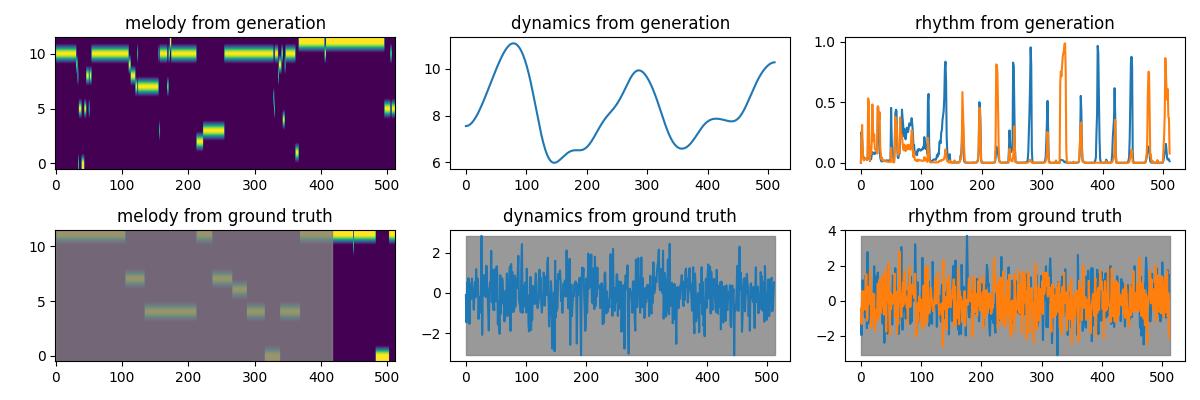 melody from generation
10
5
0
0 100 200 300 400 500
dynamics from generation
10
8
6
0 100 200 300 400 500
rhythm from generation
1.0
0.5
0.0
0 100 200 300 400 500
melody from ground truth
10
5
0
0 100 200 300 400 500
dynamics from ground truth
2
0
−2
0 100 200 300 400 500
rhythm from ground truth
4
2
0
−2
0 100 200 300 400 500